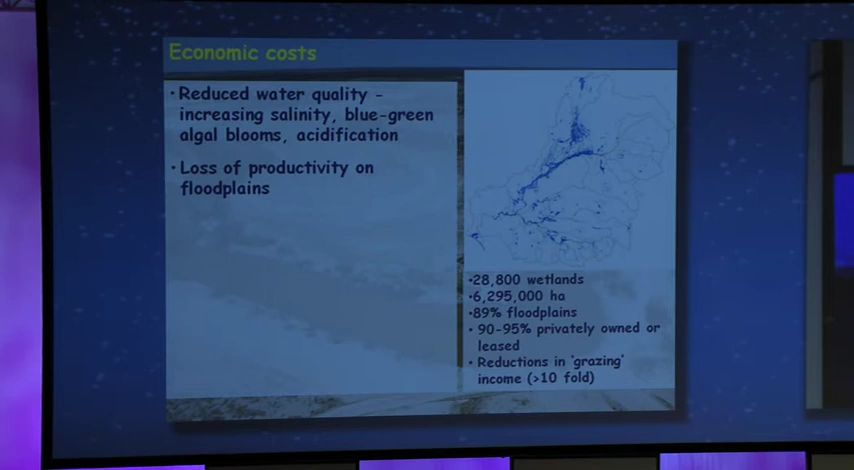 Economic costs
• Reduced water quality -
increasing salinity, blue-green
algal blooms, acidification
• Loss of productivity on
floodplains
•28,800 wetlands
•6,295,000 ha
•89% floodplains
• 90-95% privately owned or
leased
• Reductions in 'grazing'
income (>10 fold)